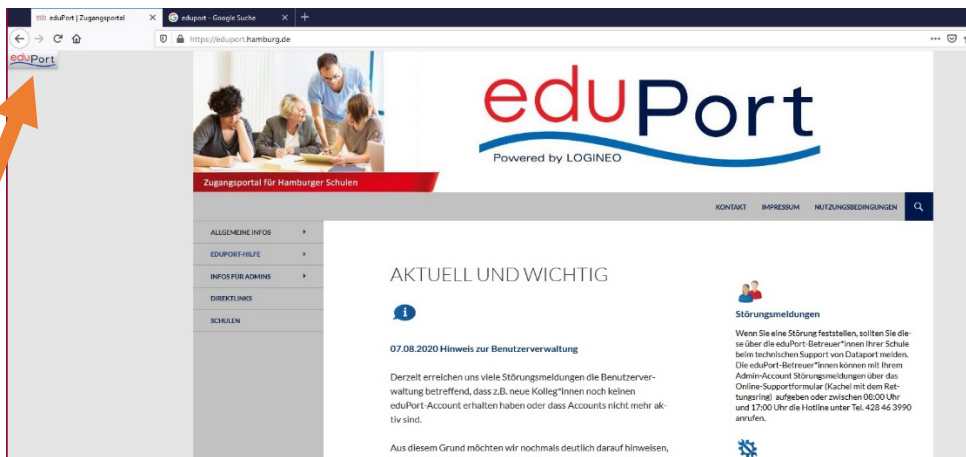 eduPort | Zugangsportal
eduport - Google Suche
https://eduport.hamburg.de
eduPort
eduPort
Powered by LOGINEO
Zugangsportal für Hamburger Schulen
KONTAKT IMPRESSUM NUTZUNGSBEDINGUNGEN
ALLGEMEINE INFOS
EDUPORT-HILFE
INFOS FÜR ADMINS
DIREKTLINKS
SCHULEN
AKTUELL UND WICHTIG
07.08.2020 Hinweis zur Benutzerverwaltung
Derzeit erreichen uns viele Störungsmeldungen die Benutzerver-
waltung betreffend, dass z.B. neue Kolleg*Innen noch keinen
eduPort-Account erhalten haben oder dass Accounts nicht mehr ak-
tiv sind.
Aus diesem Grund möchten wir nochmals deutlich darauf hinweisen,
Störungsmeldungen
Wenn Sie eine Störung feststellen, sollten Sie die-
se über die eduPort-Betreuer*innen Ihrer Schule
beim technischen Support von Dataport melden.
Die eduPort-Betreuer*innen können mit Ihrem
Admin-Account Störungsmeldungen über das
Online-Supportformular (Kachel mit dem Ret-
tungsring) aufgeben oder zwischen 08:00 Uhr
und 17:00 Uhr die Hotline unter Tel. 428 46 3990
anrufen.